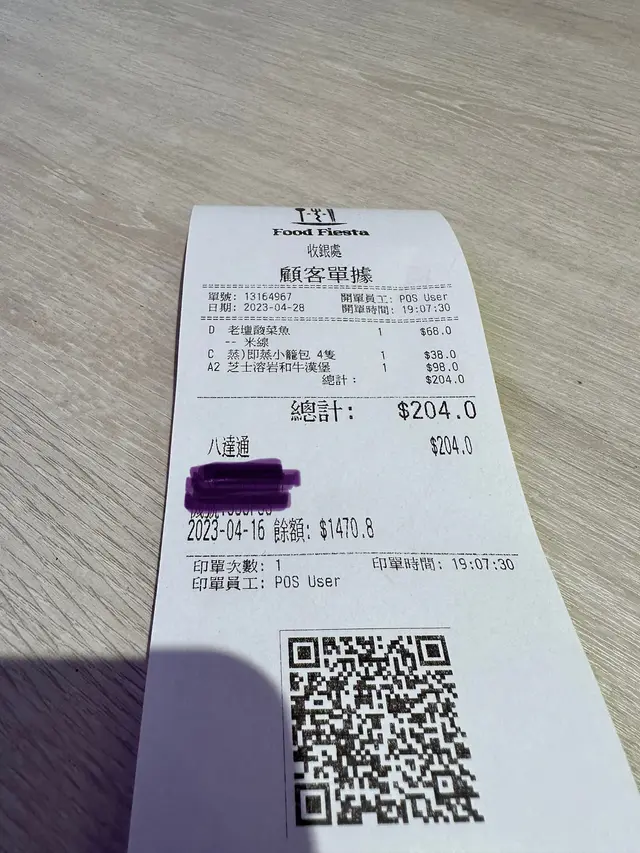 Food Fiesta
收銀處
顧客單據
單號: 13164967 開單員工: POS User
日期: 2023-04-28 開單時間: 19:07:30
D 老壇酸菜魚 1 $68.0
-- 米線
C 蒸)即蒸小籠包 4隻 1 $38.0
A2 芝士溶岩和牛漢堡 1 $98.0
總計: $204.0
總計: $204.0
八達通 $204.0
2023-04-16 餘額: $1470.8
印單次數: 1 印單時間: 19:07:30
印單員工: POS User